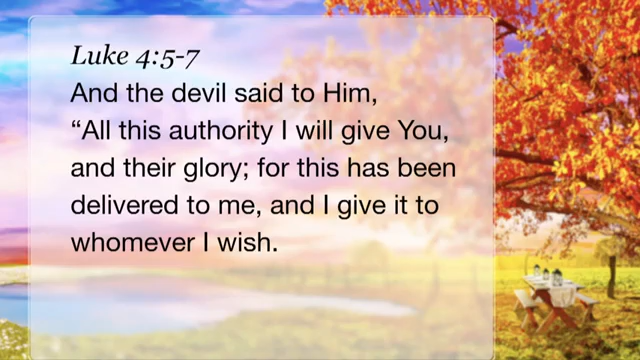 Luke 4:5-7
And the devil said to Him,
“All this authority I will give You,
and their glory; for this has been
delivered to me, and I give it to
whomever I wish.